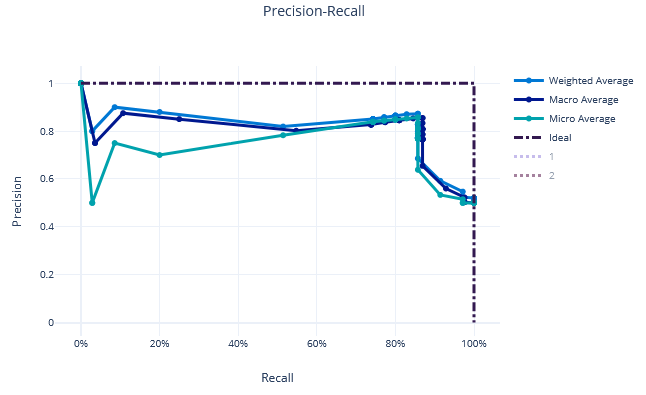 Precision-Recall
Weighted Average
Macro Average
Micro Average
Ideal
1
2
Precision
1
0.8
0.6
0.4
0.2
0
0% 20% 40% 60% 80% 100%
Recall